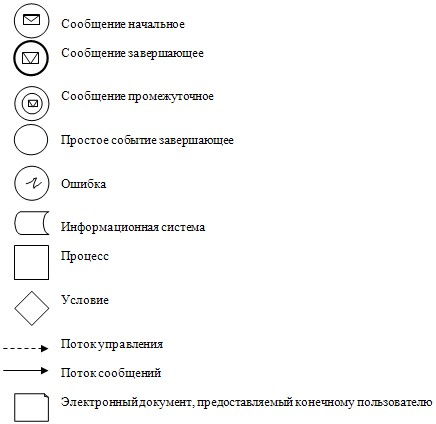 Сообщение начальное
Сообщение завершающее
Сообщение промежуточное
Простое событие завершающее
Ошибка
Информационная система
Процесс
Условие
Поток управления
Поток сообщений
Электронный документ, предоставляемый конечному пользователю